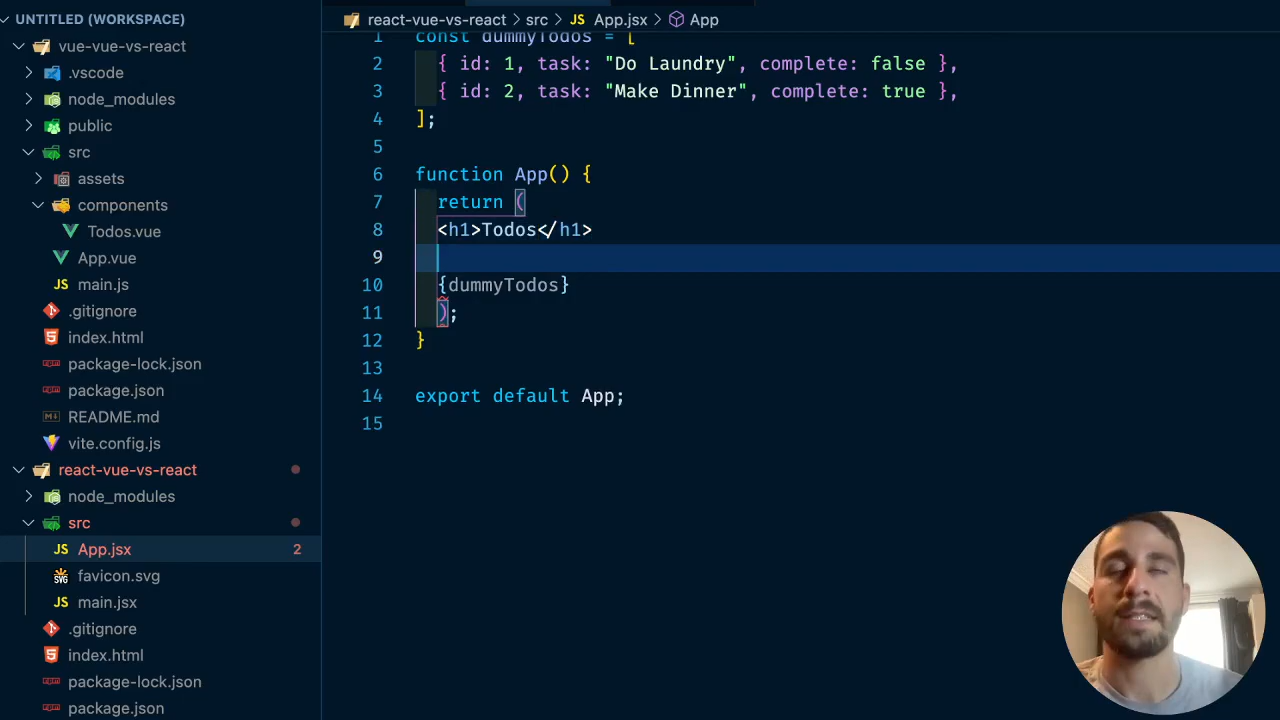 UNTITLED (WORKSPACE)
vue-vue-vs-react
.vscode
node_modules
public
src
assets
components
Todos.vue
App.vue
JS main.js
.gitignore
index.html
package-lock.json
package.json
README.md
vite.config.js
react-vue-vs-react
node_modules
src
JS App.jsx 2
SVG favicon.svg
JS main.jsx
.gitignore
index.html
package-lock.json
package.json
react-vue-vs-react > src > JS App.jsx > App
1 const dummyTodos = [
2 { id: 1, task: "Do Laundry", complete: false },
3 { id: 2, task: "Make Dinner", complete: true },
4 ];
5
6 function App() {
7 return (
8 <h1>Todos</h1>
9
10 {dummyTodos}
11 );
12 }
13
14 export default App;
15